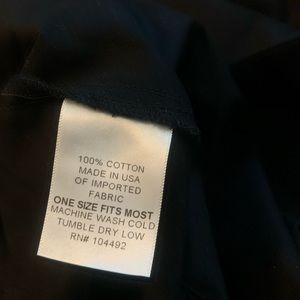 100% COTTON
MADE IN USA
OF IMPORTED
FABRIC
ONE SIZE FITS MOST
MACHINE WASH COLD
TUMBLE DRY LOW
RN# 104492